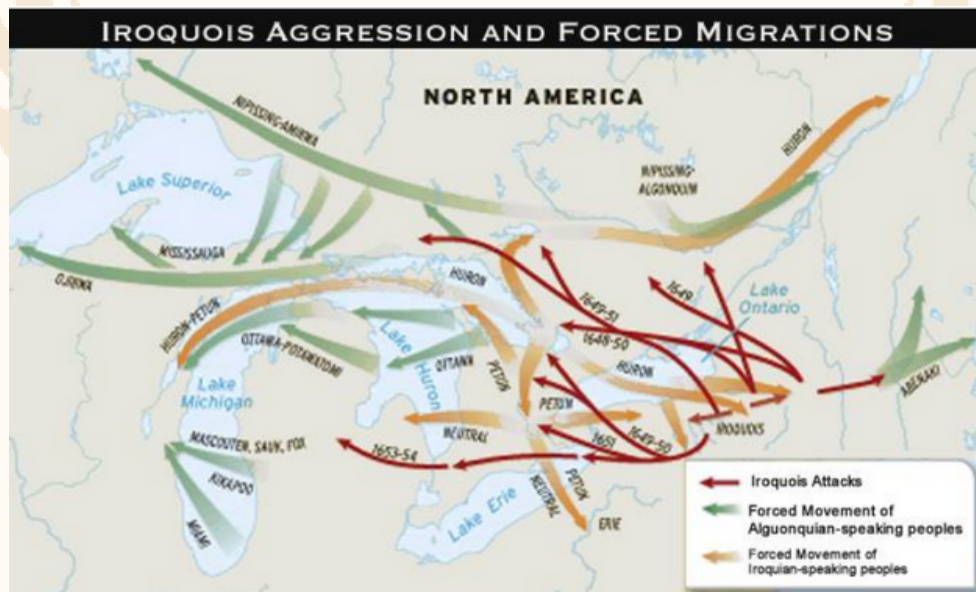 IROQUOIS AGGRESSION AND FORCED MIGRATIONS
NORTH AMERICA
NIPISSING-AMIKWA
Lake Superior
HURON
NIPISSING-
ALGONQUIN
MISSISSAUGA
OJIBWA
HURON
1649-51
1649
Lake
Ontario
1648-50
HURON-PETUN
OTTAWA-POTAWATOMI
Lake
Huron
OTTAWA
PETUN
HURON
ABENAKI
Lake
Michigan
PETUN
NEUTRAL
1651
1649-50
IROQUOIS
MASCOUTEN, SAUK, FOX
1653-54
KIKAPOO
MIAMI
PETUN
NEUTRAL
Lake Erie
ERIE
Iroquois Attacks
Forced Movement of
Alguonquian-speaking peoples
Forced Movement of
Iroquian-speaking peoples